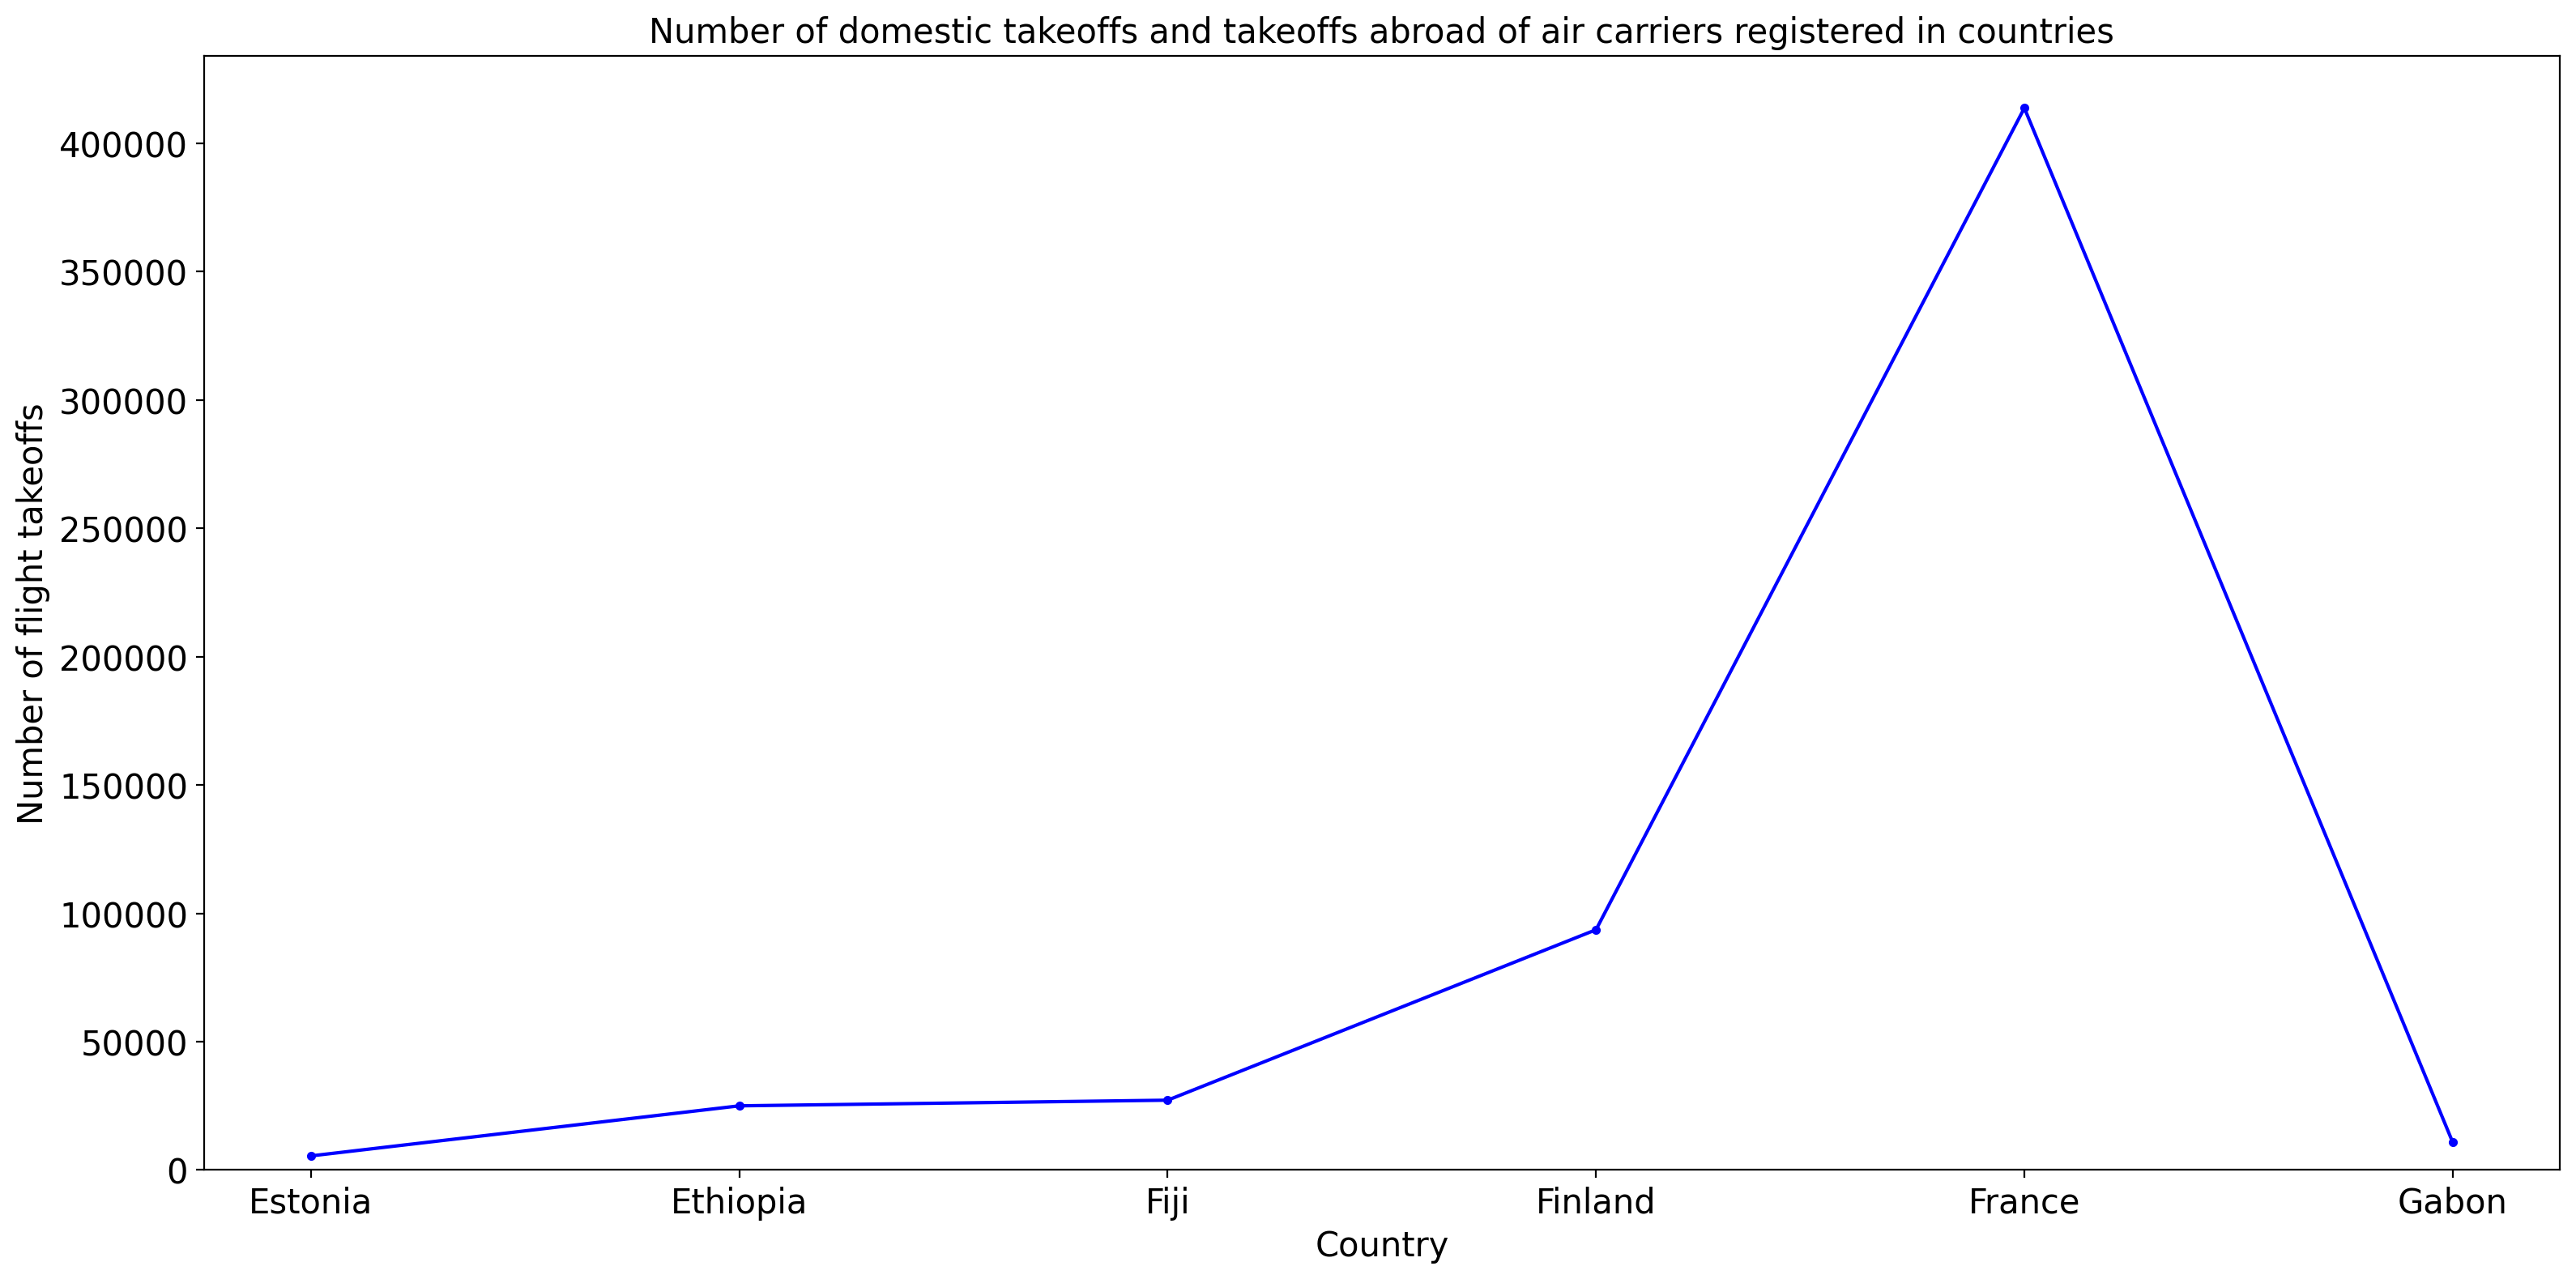 Number of domestic takeoffs and takeoffs abroad of air carriers registered in countries
Number of flight takeoffs
400000
350000
300000
250000
200000
150000
100000
50000
0
Estonia Ethiopia Fiji Finland France Gabon
Country